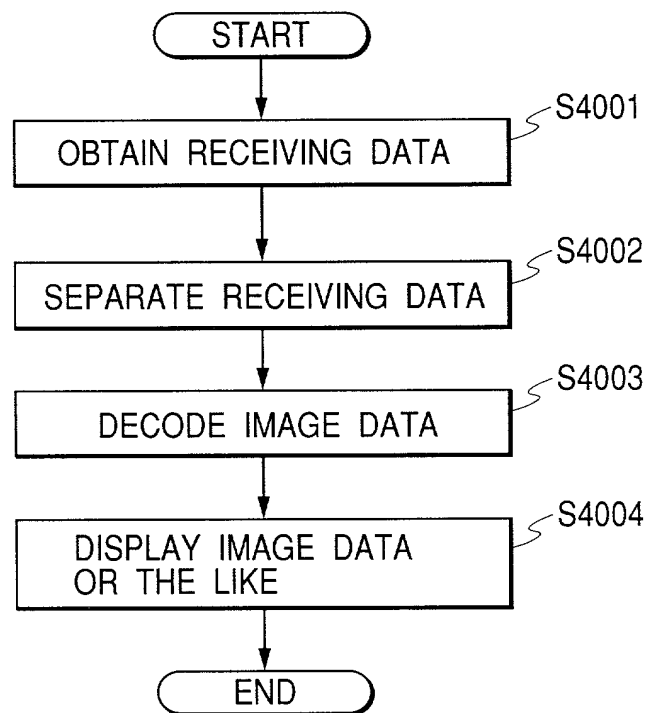 START
S4001
OBTAIN RECEIVING DATA
S4002
SEPARATE RECEIVING DATA
S4003
DECODE IMAGE DATA
S4004
DISPLAY IMAGE DATA
OR THE LIKE
END